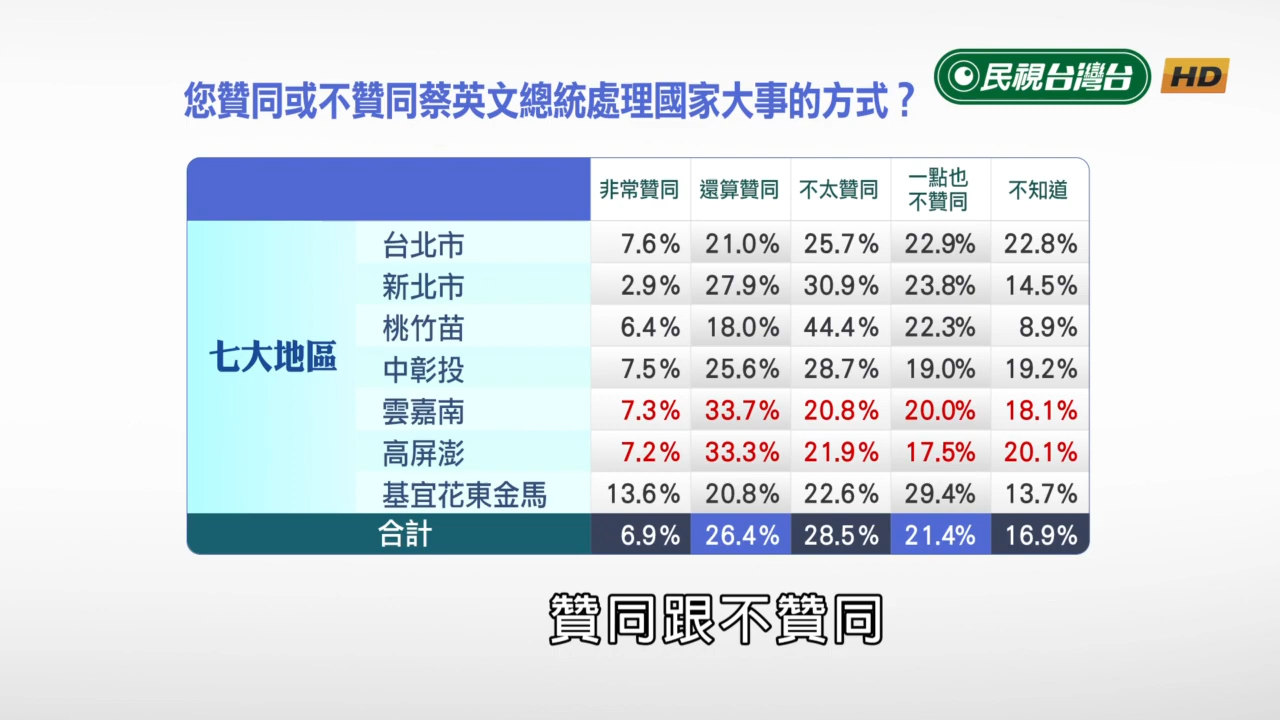 民視台灣台 HD
您贊同或不贊同蔡英文總統處理國家大事的方式？
非常贊同 還算贊同 不太贊同 一點也不贊同 不知道
七大地區
台北市 7.6% 21.0% 25.7% 22.9% 22.8%
新北市 2.9% 27.9% 30.9% 23.8% 14.5%
桃竹苗 6.4% 18.0% 44.4% 22.3% 8.9%
中彰投 7.5% 25.6% 28.7% 19.0% 19.2%
雲嘉南 7.3% 33.7% 20.8% 20.0% 18.1%
高屏澎 7.2% 33.3% 21.9% 17.5% 20.1%
基宜花東金馬 13.6% 20.8% 22.6% 29.4% 13.7%
合計 6.9% 26.4% 28.5% 21.4% 16.9%
贊同跟不贊同